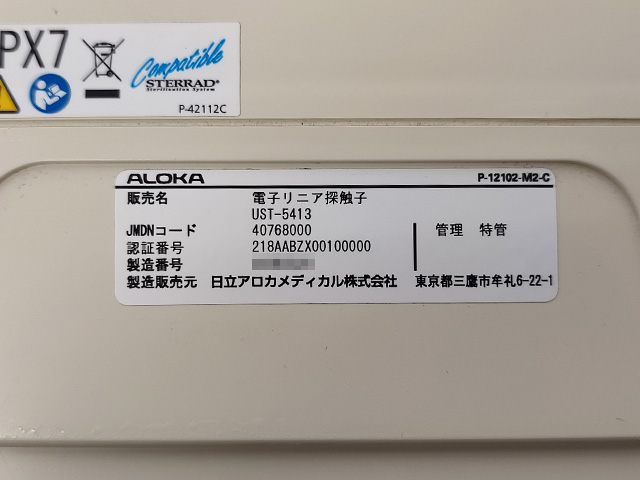 PX7
Compatible
STERRAD®
Sterilization System
P-42112C
ALOKA P-12102-M2-C
販売名 電子リニア探触子
UST-5413
JMDNコード 40768000
認証番号 218AABZX00100000
管理 特管
製造番号
製造販売元 日立アロカメディカル株式会社 東京都三鷹市牟礼6-22-1